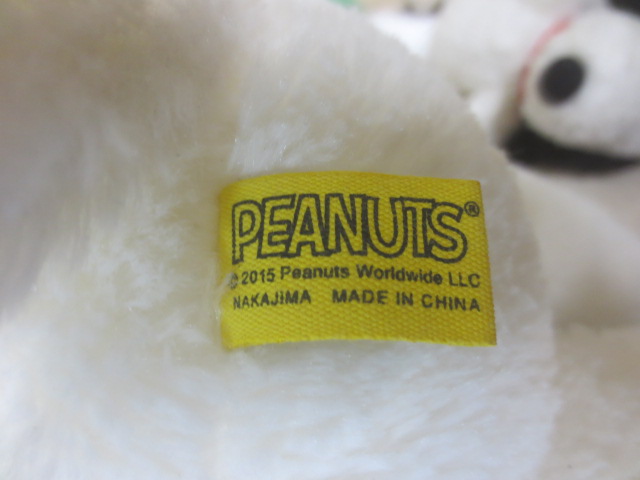 PEANUTS®
© 2015 Peanuts Worldwide LLC
NAKAJIMA MADE IN CHINA